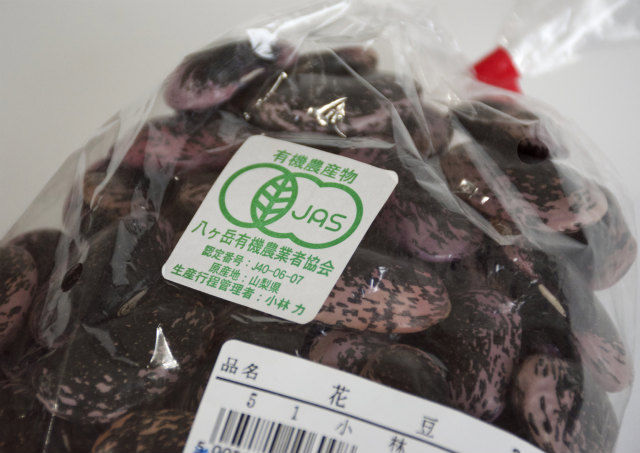 有機農産物
JAS
八ヶ岳有機農業者協会
認定番号：J40-06-07
原産地：山梨県
生産行程管理者：小林 力
品名 花豆
51小林